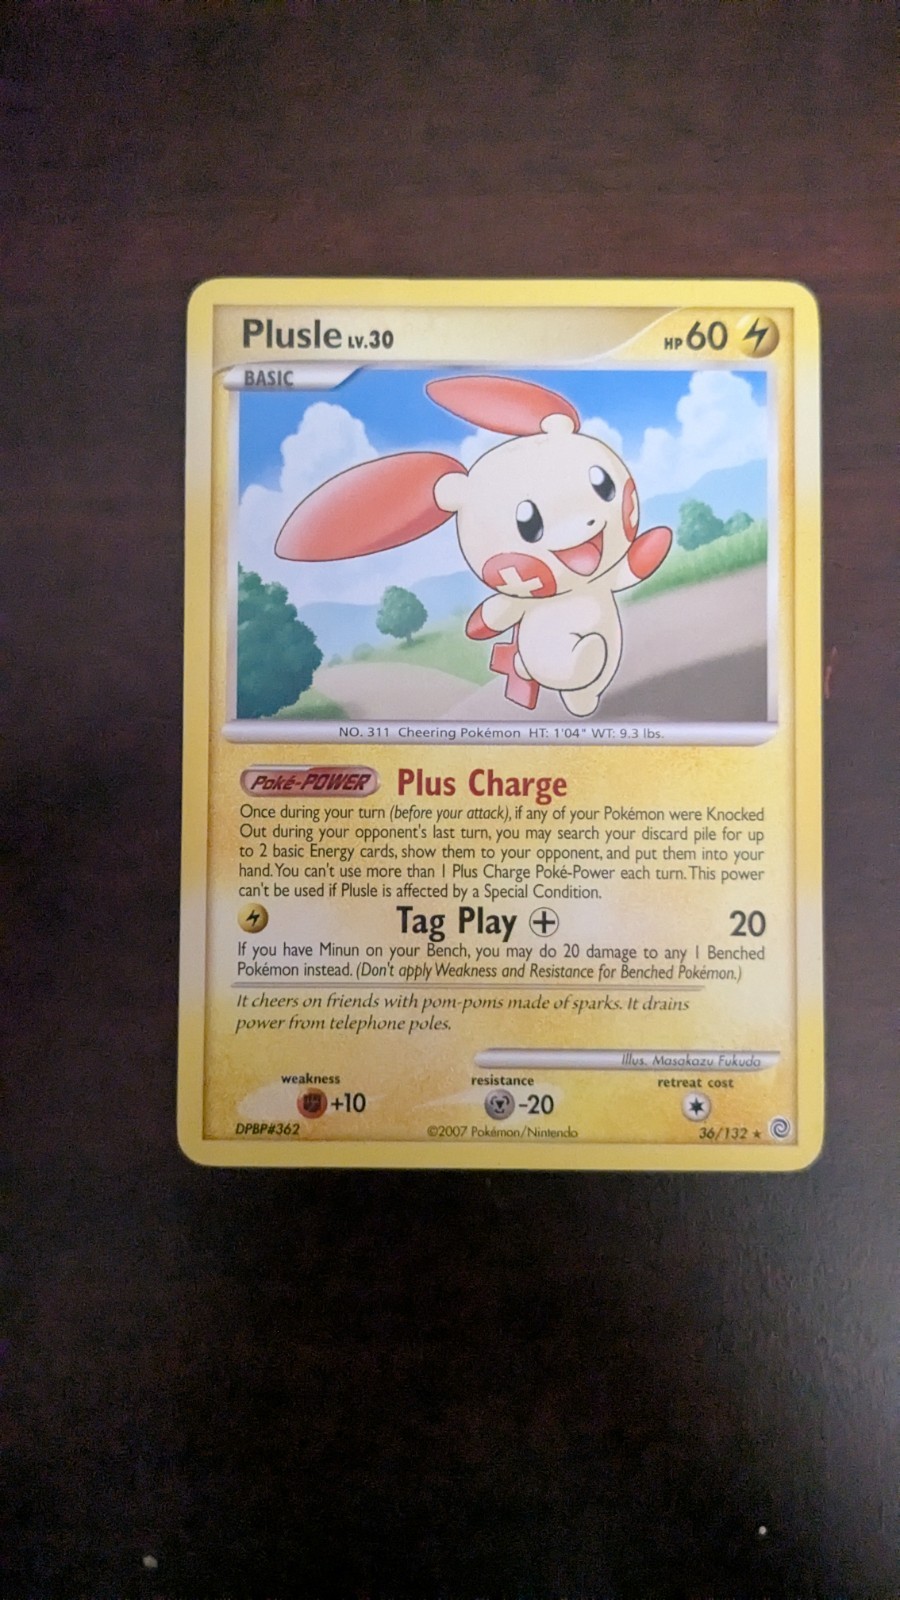 Plusle LV.30 HP 60
BASIC
NO. 311 Cheering Pokémon HT: 1'04" WT: 9.3 lbs.
Poké-POWER Plus Charge
Once during your turn (before your attack), if any of your Pokémon were Knocked
Out during your opponent's last turn, you may search your discard pile for up
to 2 basic Energy cards, show them to your opponent, and put them into your
hand. You can't use more than 1 Plus Charge Poké-Power each turn. This power
can't be used if Plusle is affected by a Special Condition.
Tag Play + 20
If you have Minun on your Bench, you may do 20 damage to any 1 Benched
Pokémon instead. (Don't apply Weakness and Resistance for Benched Pokémon.)
It cheers on friends with pom-poms made of sparks. It drains
power from telephone poles.
Illus. Masakazu Fukuda
weakness resistance retreat cost
+10 -20
DPBP#362 ©2007 Pokémon/Nintendo 36/132 ★